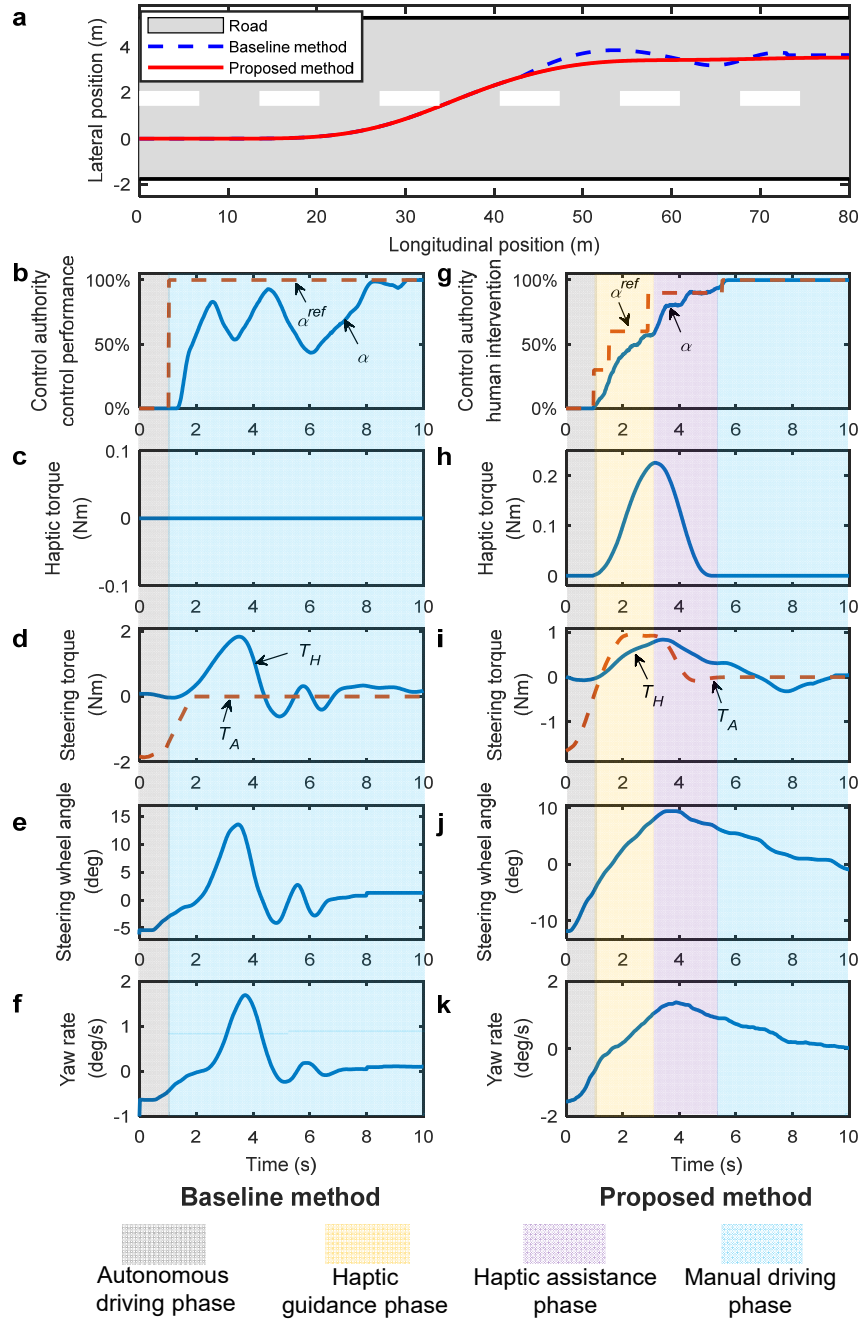 a
Road
Baseline method
Proposed method
Lateral position (m)
4
2
0
-2
0 10 20 30 40 50 60 70 80
Longitudinal position (m)
b
Control authority
control performance
100%
50%
0%
α^ref
α
0 2 4 6 8 10
g
Control authority
human intervention
100%
50%
0%
α^ref
α
0 2 4 6 8 10
c
Haptic torque
(Nm)
0.1
0
-0.1
0 2 4 6 8 10
h
Haptic torque
(Nm)
0.2
0.1
0
0 2 4 6 8 10
d
Steering torque
(Nm)
2
0
-2
T_H
T_A
0 2 4 6 8 10
i
Steering torque
(Nm)
1
0
-1
T_H
T_A
0 2 4 6 8 10
e
Steering wheel angle
(deg)
15
10
5
0
-5
0 2 4 6 8 10
j
Steering wheel angle
(deg)
10
0
-10
0 2 4 6 8 10
f
Yaw rate
(deg/s)
2
1
0
-1
0 2 4 6 8 10
Time (s)
k
Yaw rate
(deg/s)
2
0
-2
0 2 4 6 8 10
Time (s)
Baseline method
Proposed method
Autonomous
driving phase
Haptic
guidance phase
Haptic assistance
phase
Manual driving
phase